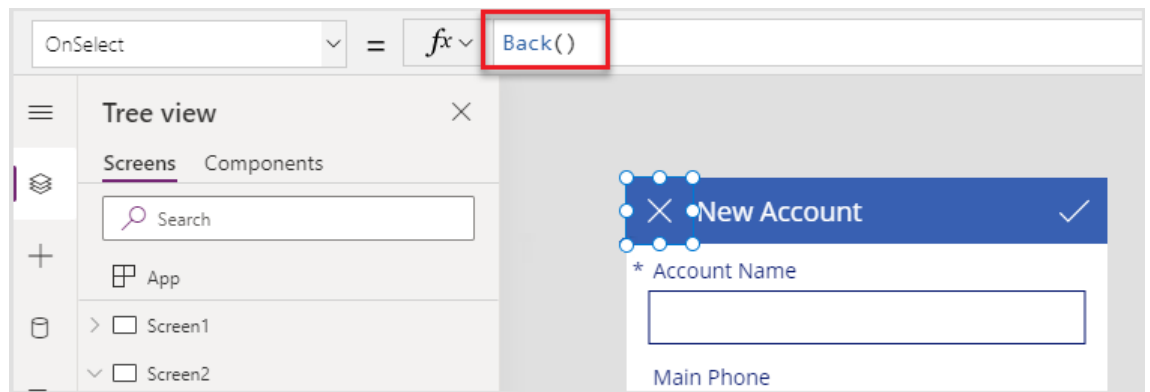 OnSelect = fx Back()
Tree view
Screens Components
Search
App
Screen1
Screen2
New Account
* Account Name
Main Phone